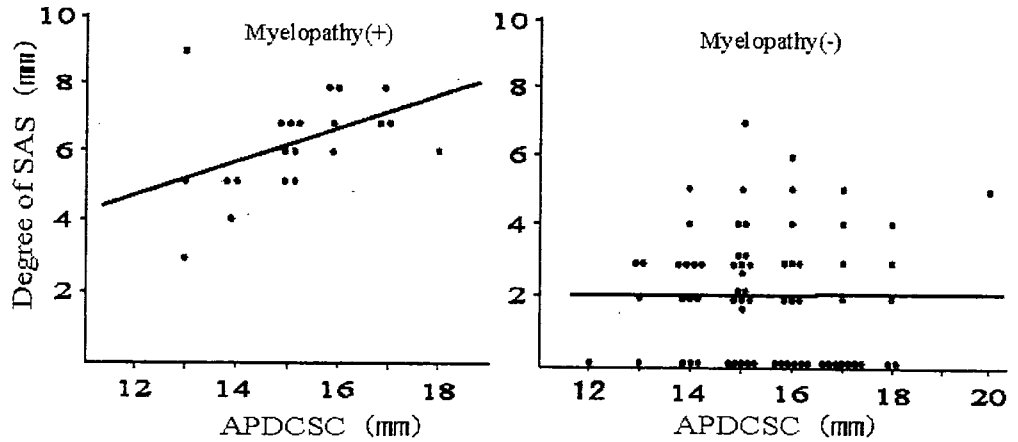 Myelopathy(+)
Degree of SAS (mm)
10
8
6
4
2
12 14 16 18
APDCSC (mm)
Myelopathy(-)
10
8
6
4
2
12 14 16 18 20
APDCSC (mm)